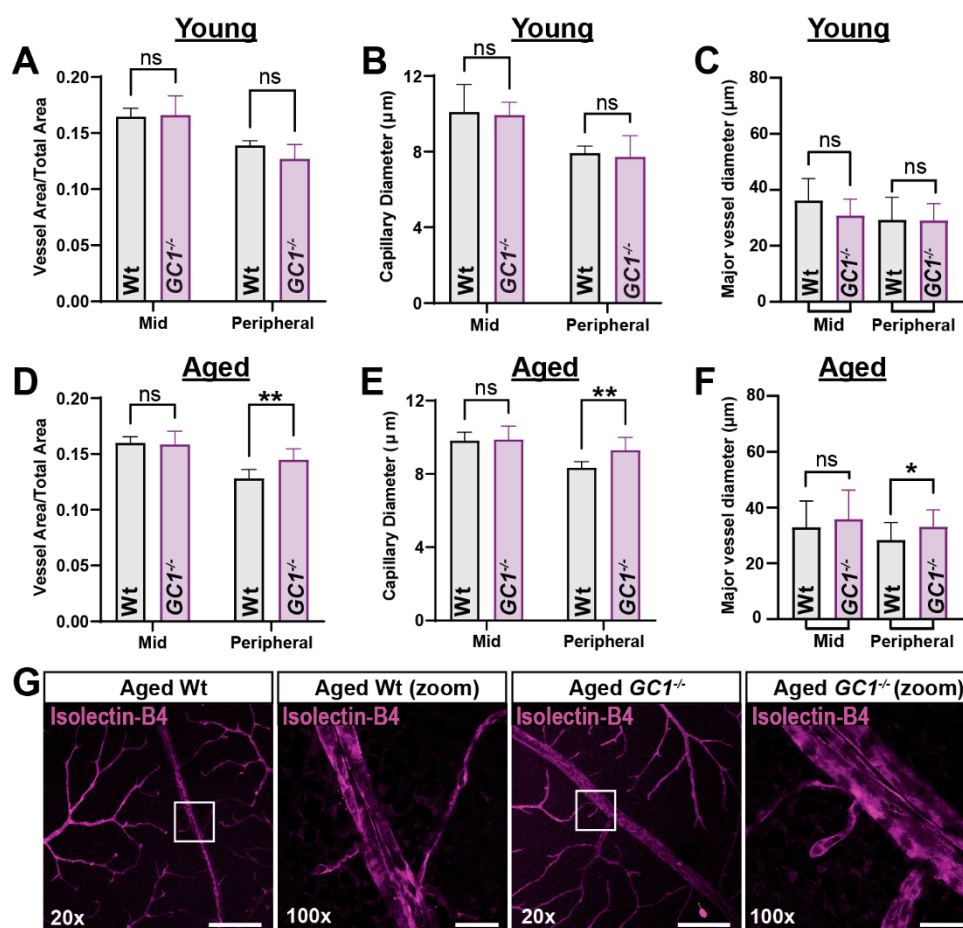 Young
Young
Young
A
ns
ns
Vessel Area/Total Area
0.20
0.15
0.10
0.05
0.00
Wt
GC1-/-
Wt
GC1-/-
Mid
Peripheral
B
ns
ns
Capillary Diameter (µm)
12
8
4
0
Wt
GC1-/-
Wt
GC1-/-
Mid
Peripheral
C
ns
ns
Major vessel diameter (µm)
80
60
40
20
0
Wt
GC1-/-
Wt
GC1-/-
Mid
Peripheral
Aged
Aged
Aged
D
ns
**
Vessel Area/Total Area
0.20
0.15
0.10
0.05
0.00
Wt
GC1-/-
Wt
GC1-/-
Mid
Peripheral
E
ns
**
Capillary Diameter (µ m)
12
8
4
0
Wt
GC1-/-
Wt
GC1-/-
Mid
Peripheral
F
ns
*
Major vessel diameter (µm)
80
60
40
20
0
Wt
GC1-/-
Wt
GC1-/-
Mid
Peripheral
G
Aged Wt
Isolectin-B4
20x
Aged Wt (zoom)
Isolectin-B4
100x
Aged GC1-/-
Isolectin-B4
20x
Aged GC1-/- (zoom)
Isolectin-B4
100x